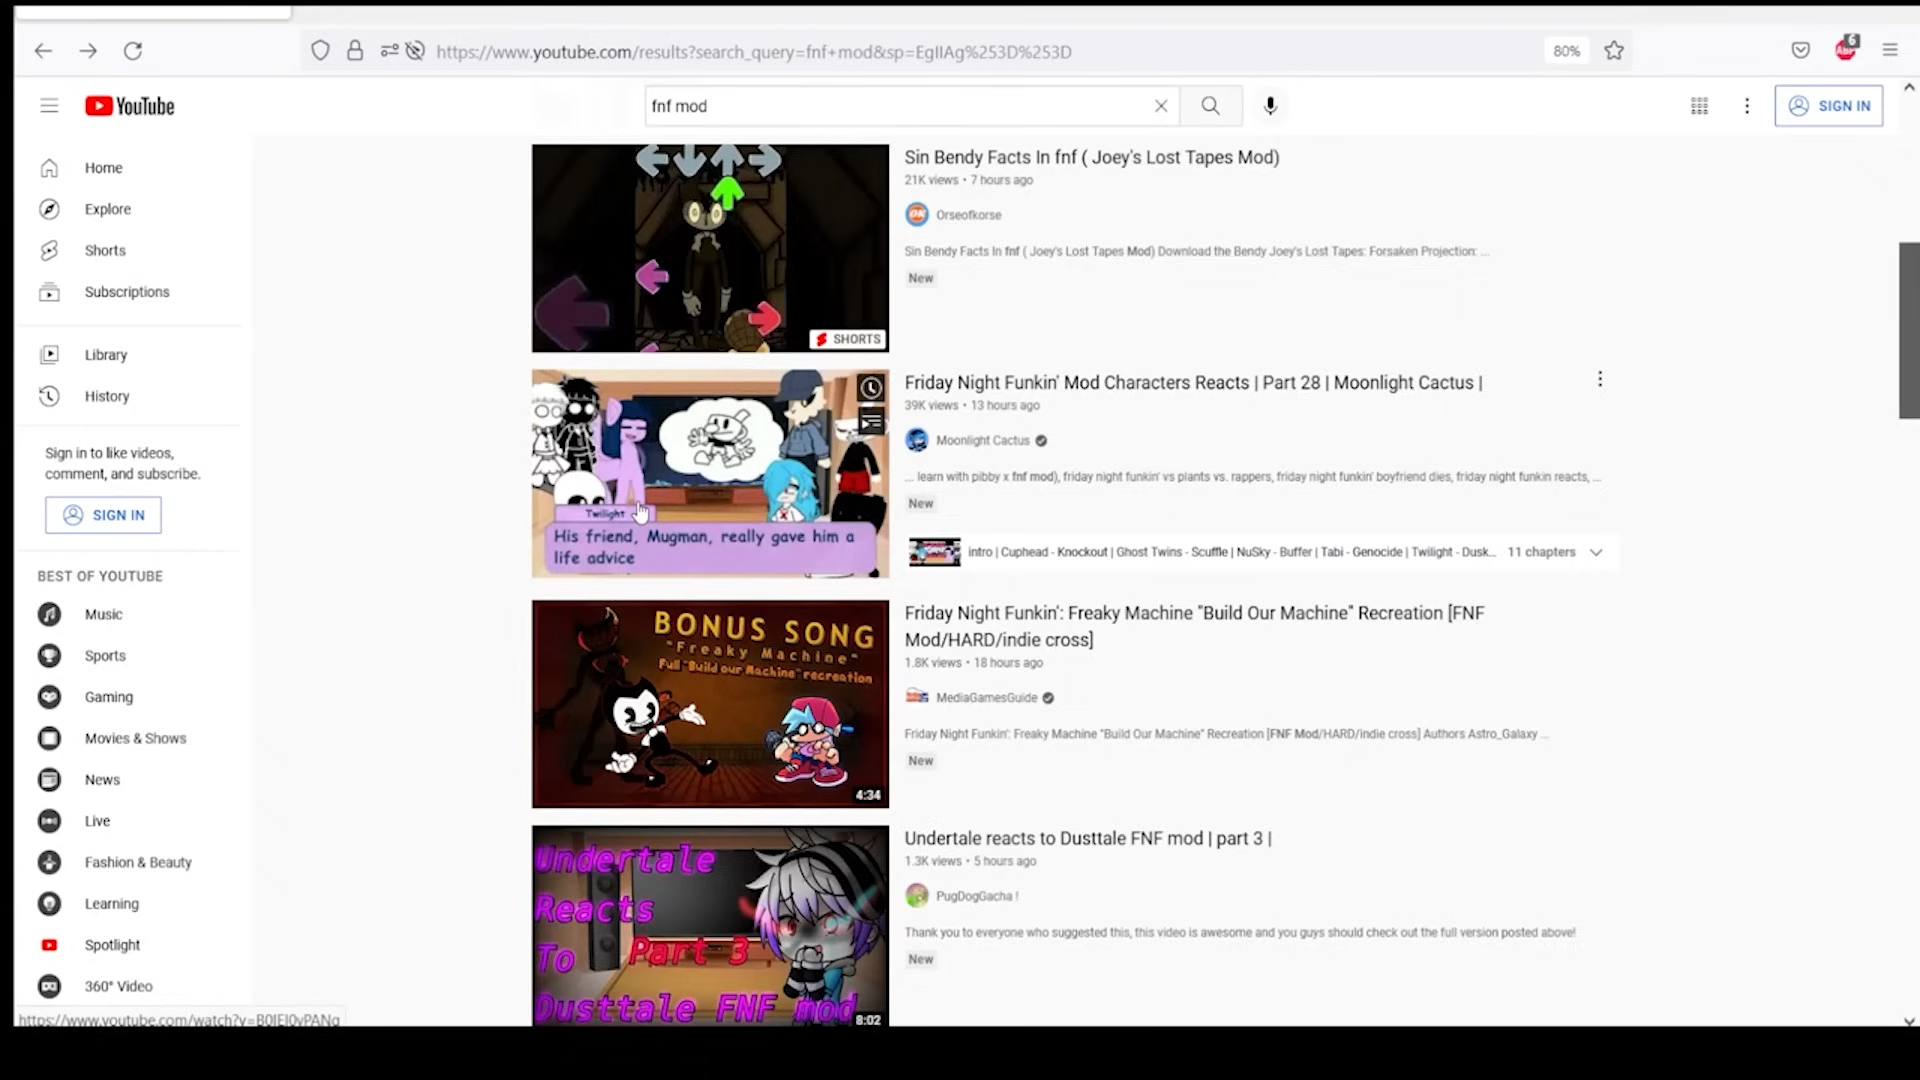 https://www.youtube.com/results?search_query=fnf+mod&sp=EgIIAg%253D%253D
80%
6
YouTube
fnf mod
SIGN IN
Home
Explore
Shorts
Subscriptions
Library
History
Sign in to like videos,
comment, and subscribe.
SIGN IN
BEST OF YOUTUBE
Music
Sports
Gaming
Movies & Shows
News
Live
Fashion & Beauty
Learning
Spotlight
360° Video
SHORTS
Sin Bendy Facts In fnf ( Joey's Lost Tapes Mod)
21K views • 7 hours ago
OK
Orseofkorse
Sin Bendy Facts In fnf ( Joey's Lost Tapes Mod) Download the Bendy Joey's Lost Tapes: Forsaken Projection: ...
New
Twilight
His friend, Mugman, really gave him a
life advice
Friday Night Funkin' Mod Characters Reacts | Part 28 | Moonlight Cactus |
39K views • 13 hours ago
Moonlight Cactus
... learn with pibby x fnf mod), friday night funkin' vs plants vs. rappers, friday night funkin' boyfriend dies, friday night funkin reacts, ...
New
intro | Cuphead - Knockout | Ghost Twins - Scuffle | NuSky - Buffer | Tabi - Genocide | Twilight - Dusk... 11 chapters
BONUS SONG
"Freaky Machine"
Full "Build our Machine" recreation
4:34
Friday Night Funkin': Freaky Machine "Build Our Machine" Recreation [FNF
Mod/HARD/indie cross]
1.8K views • 18 hours ago
MediaGamesGuide
Friday Night Funkin': Freaky Machine "Build Our Machine" Recreation [FNF Mod/HARD/indie cross] Authors Astro_Galaxy ...
New
Undertale
Reacts
To Part 3
Dusttale FNF mod
8:02
Undertale reacts to Dusttale FNF mod | part 3 |
1.3K views • 5 hours ago
PugDogGacha !
Thank you to everyone who suggested this, this video is awesome and you guys should check out the full version posted above!
New